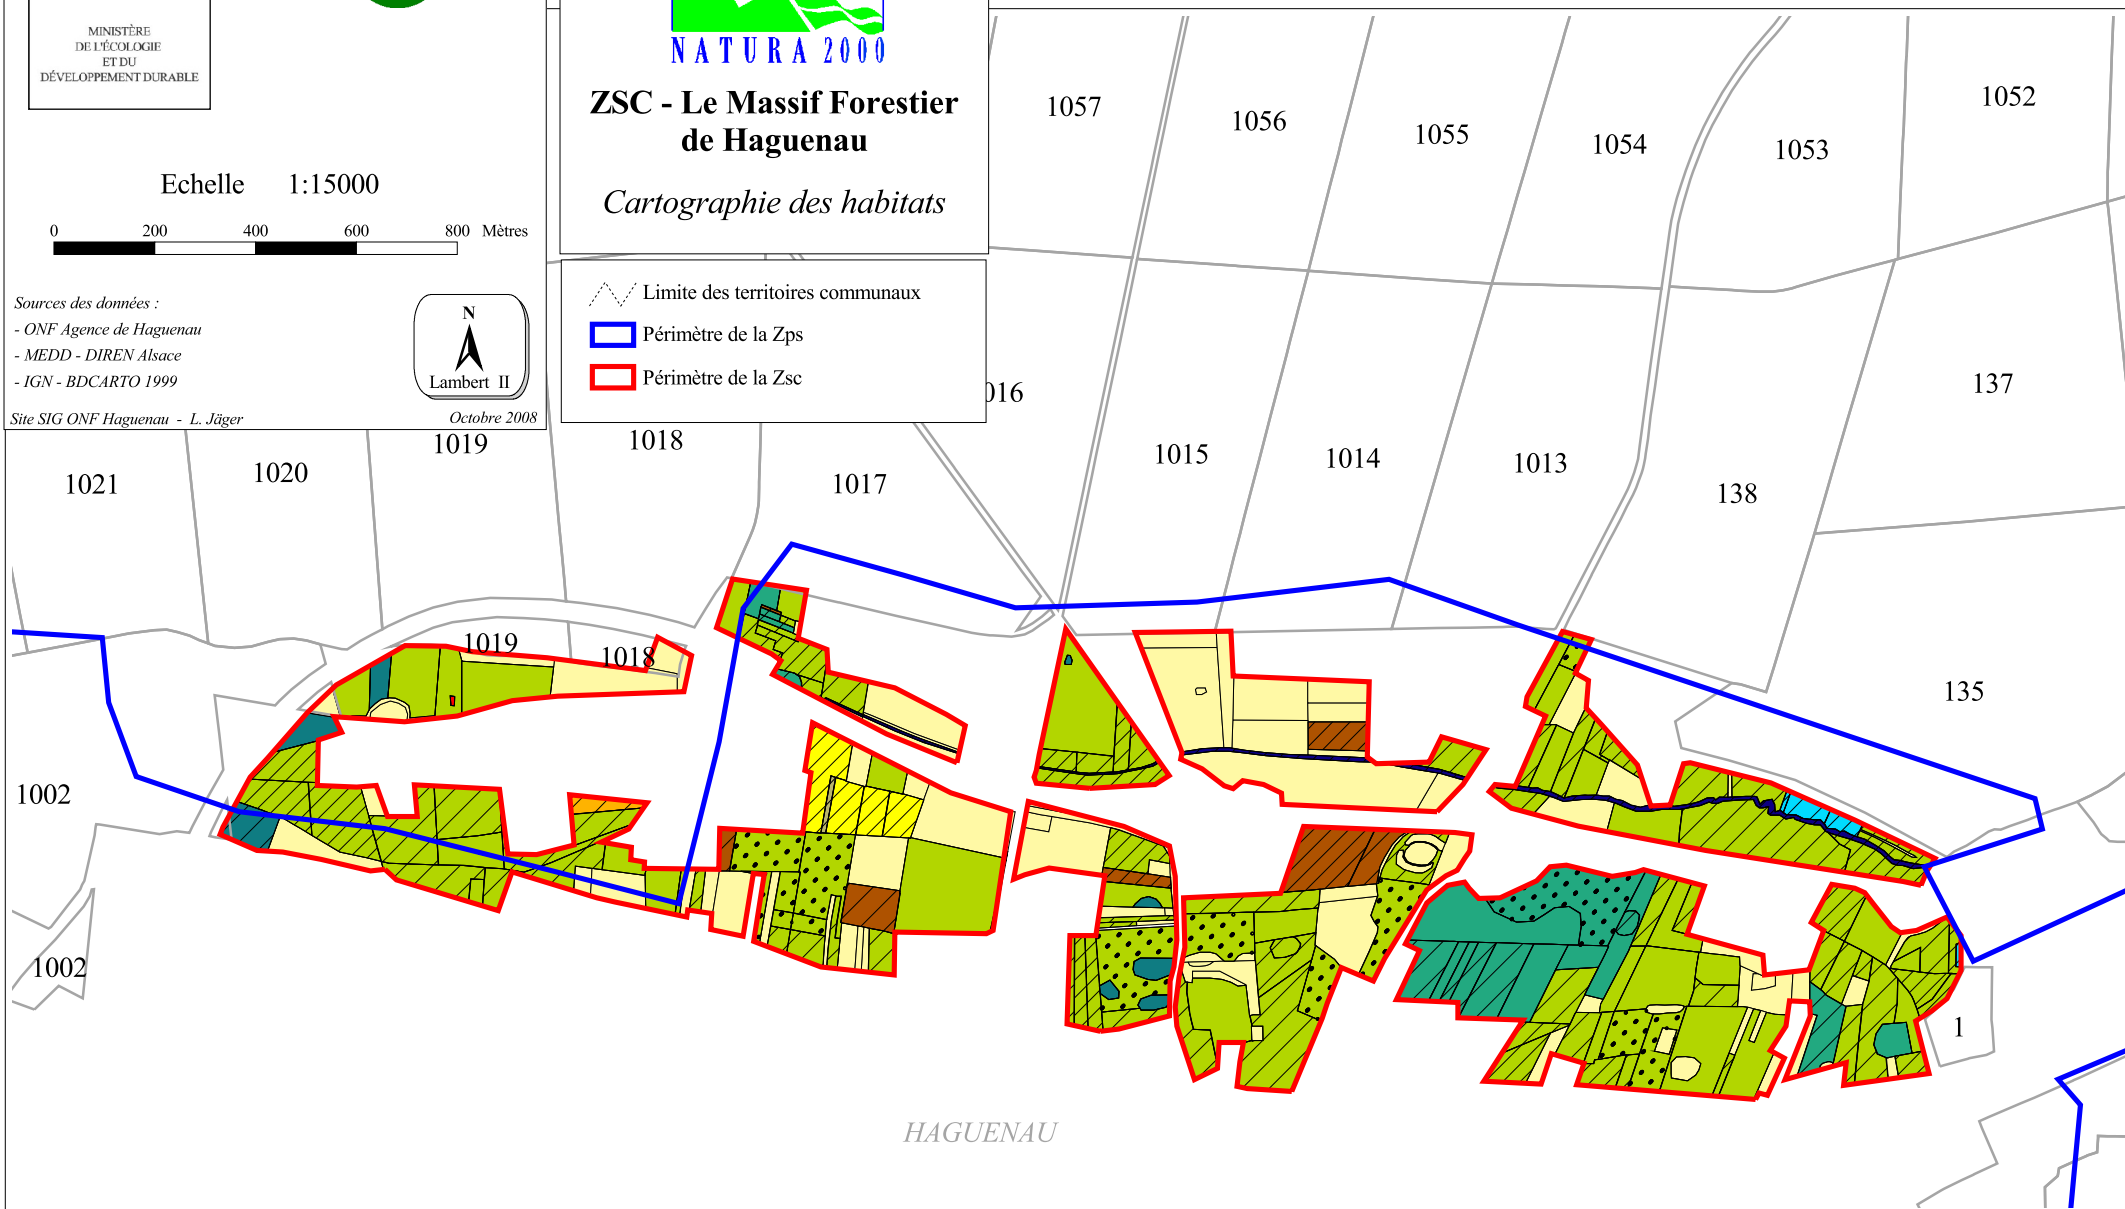 MINISTÈRE
DE L'ÉCOLOGIE
ET DU
DÉVELOPPEMENT DURABLE
Echelle 1:15000
0 200 400 600 800 Mètres
Sources des données :
- ONF Agence de Haguenau
- MEDD - DIREN Alsace
- IGN - BDCARTO 1999
N
Lambert II
Site SIG ONF Haguenau - L. Jäger
Octobre 2008
NATURA 2000
ZSC - Le Massif Forestier
de Haguenau
Cartographie des habitats
Limite des territoires communaux
Périmètre de la Zps
Périmètre de la Zsc
1057
1056
1055
1054
1053
1052
016
137
1021
1020
1019
1018
1017
1015
1014
1013
138
1019
1018
135
1002
1002
1
HAGUENAU